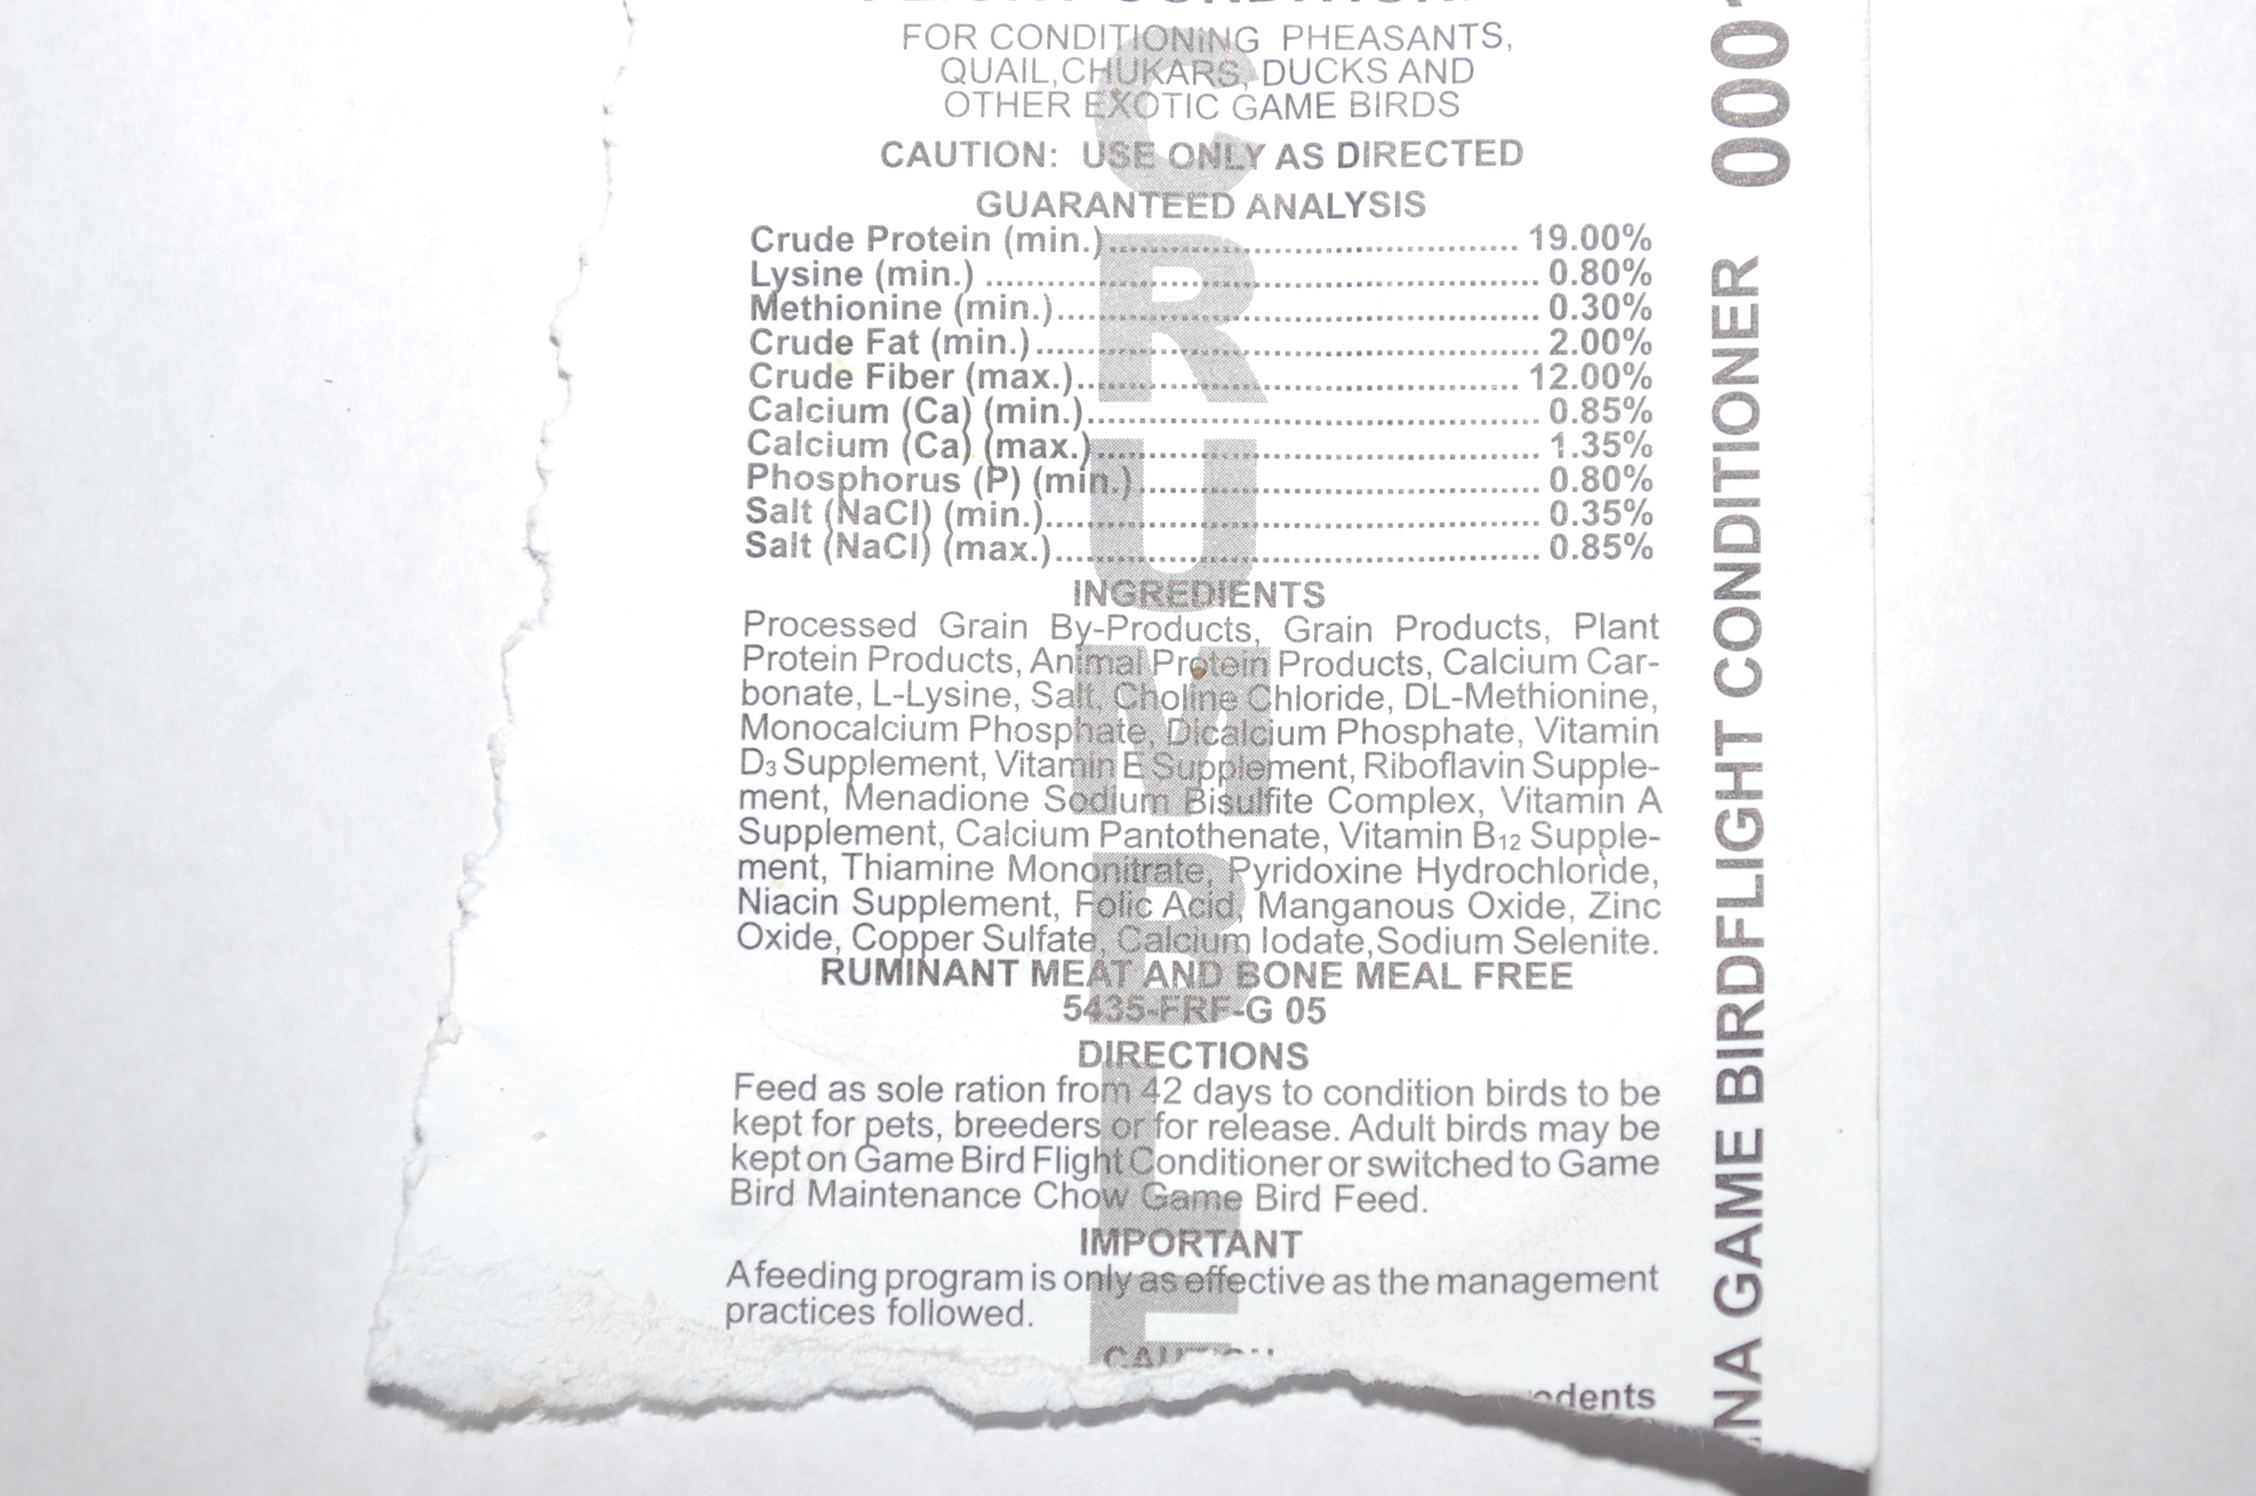 FOR CONDITIONING PHEASANTS,
QUAIL,CHUKARS, DUCKS AND
OTHER EXOTIC GAME BIRDS
CAUTION: USE ONLY AS DIRECTED
GUARANTEED ANALYSIS
Crude Protein (min.)........................................ 19.00%
Lysine (min.) ........................................ 0.80%
Methionine (min.)........................................ 0.30%
Crude Fat (min.)........................................ 2.00%
Crude Fiber (max.)........................................ 12.00%
Calcium (Ca) (min.)........................................ 0.85%
Calcium (Ca) (max.)........................................ 1.35%
Phosphorus (P) (min.)........................................ 0.80%
Salt (NaCl) (min.)........................................ 0.35%
Salt (NaCl) (max.)........................................ 0.85%
INGREDIENTS
Processed Grain By-Products, Grain Products, Plant
Protein Products, Animal Protein Products, Calcium Car-
bonate, L-Lysine, Salt, Choline Chloride, DL-Methionine,
Monocalcium Phosphate, Dicalcium Phosphate, Vitamin
D3 Supplement, Vitamin E Supplement, Riboflavin Supple-
ment, Menadione Sodium Bisulfite Complex, Vitamin A
Supplement, Calcium Pantothenate, Vitamin B12 Supple-
ment, Thiamine Mononitrate, Pyridoxine Hydrochloride,
Niacin Supplement, Folic Acid, Manganous Oxide, Zinc
Oxide, Copper Sulfate, Calcium Iodate,Sodium Selenite.
RUMINANT MEAT AND BONE MEAL FREE
5435-FRF-G 05
DIRECTIONS
Feed as sole ration from 42 days to condition birds to be
kept for pets, breeders or for release. Adult birds may be
kept on Game Bird Flight Conditioner or switched to Game
Bird Maintenance Chow Game Bird Feed.
IMPORTANT
A feeding program is only as effective as the management
practices followed.
CRUMBLE
NA GAME BIRDFLIGHT CONDITIONER 000